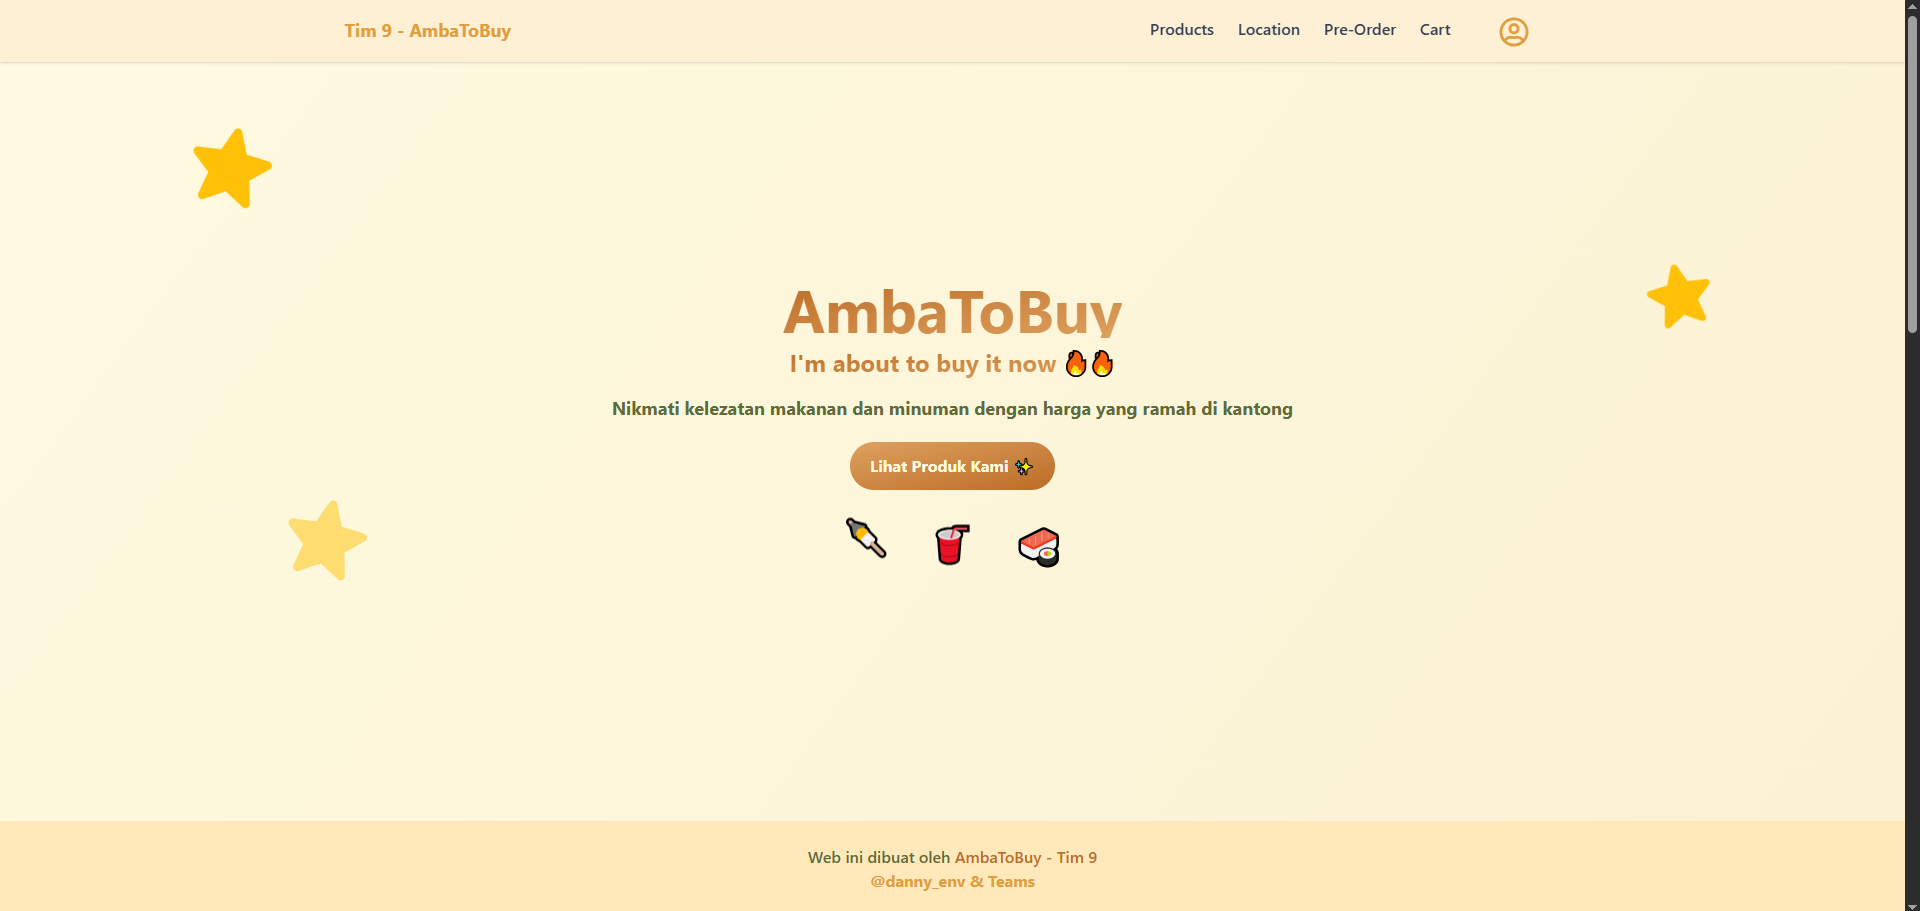 Tim 9 - AmbaToBuy
Products Location Pre-Order Cart
AmbaToBuy
I'm about to buy it now 🔥🔥
Nikmati kelezatan makanan dan minuman dengan harga yang ramah di kantong
Lihat Produk Kami ✨
Web ini dibuat oleh AmbaToBuy - Tim 9
@danny_env & Teams